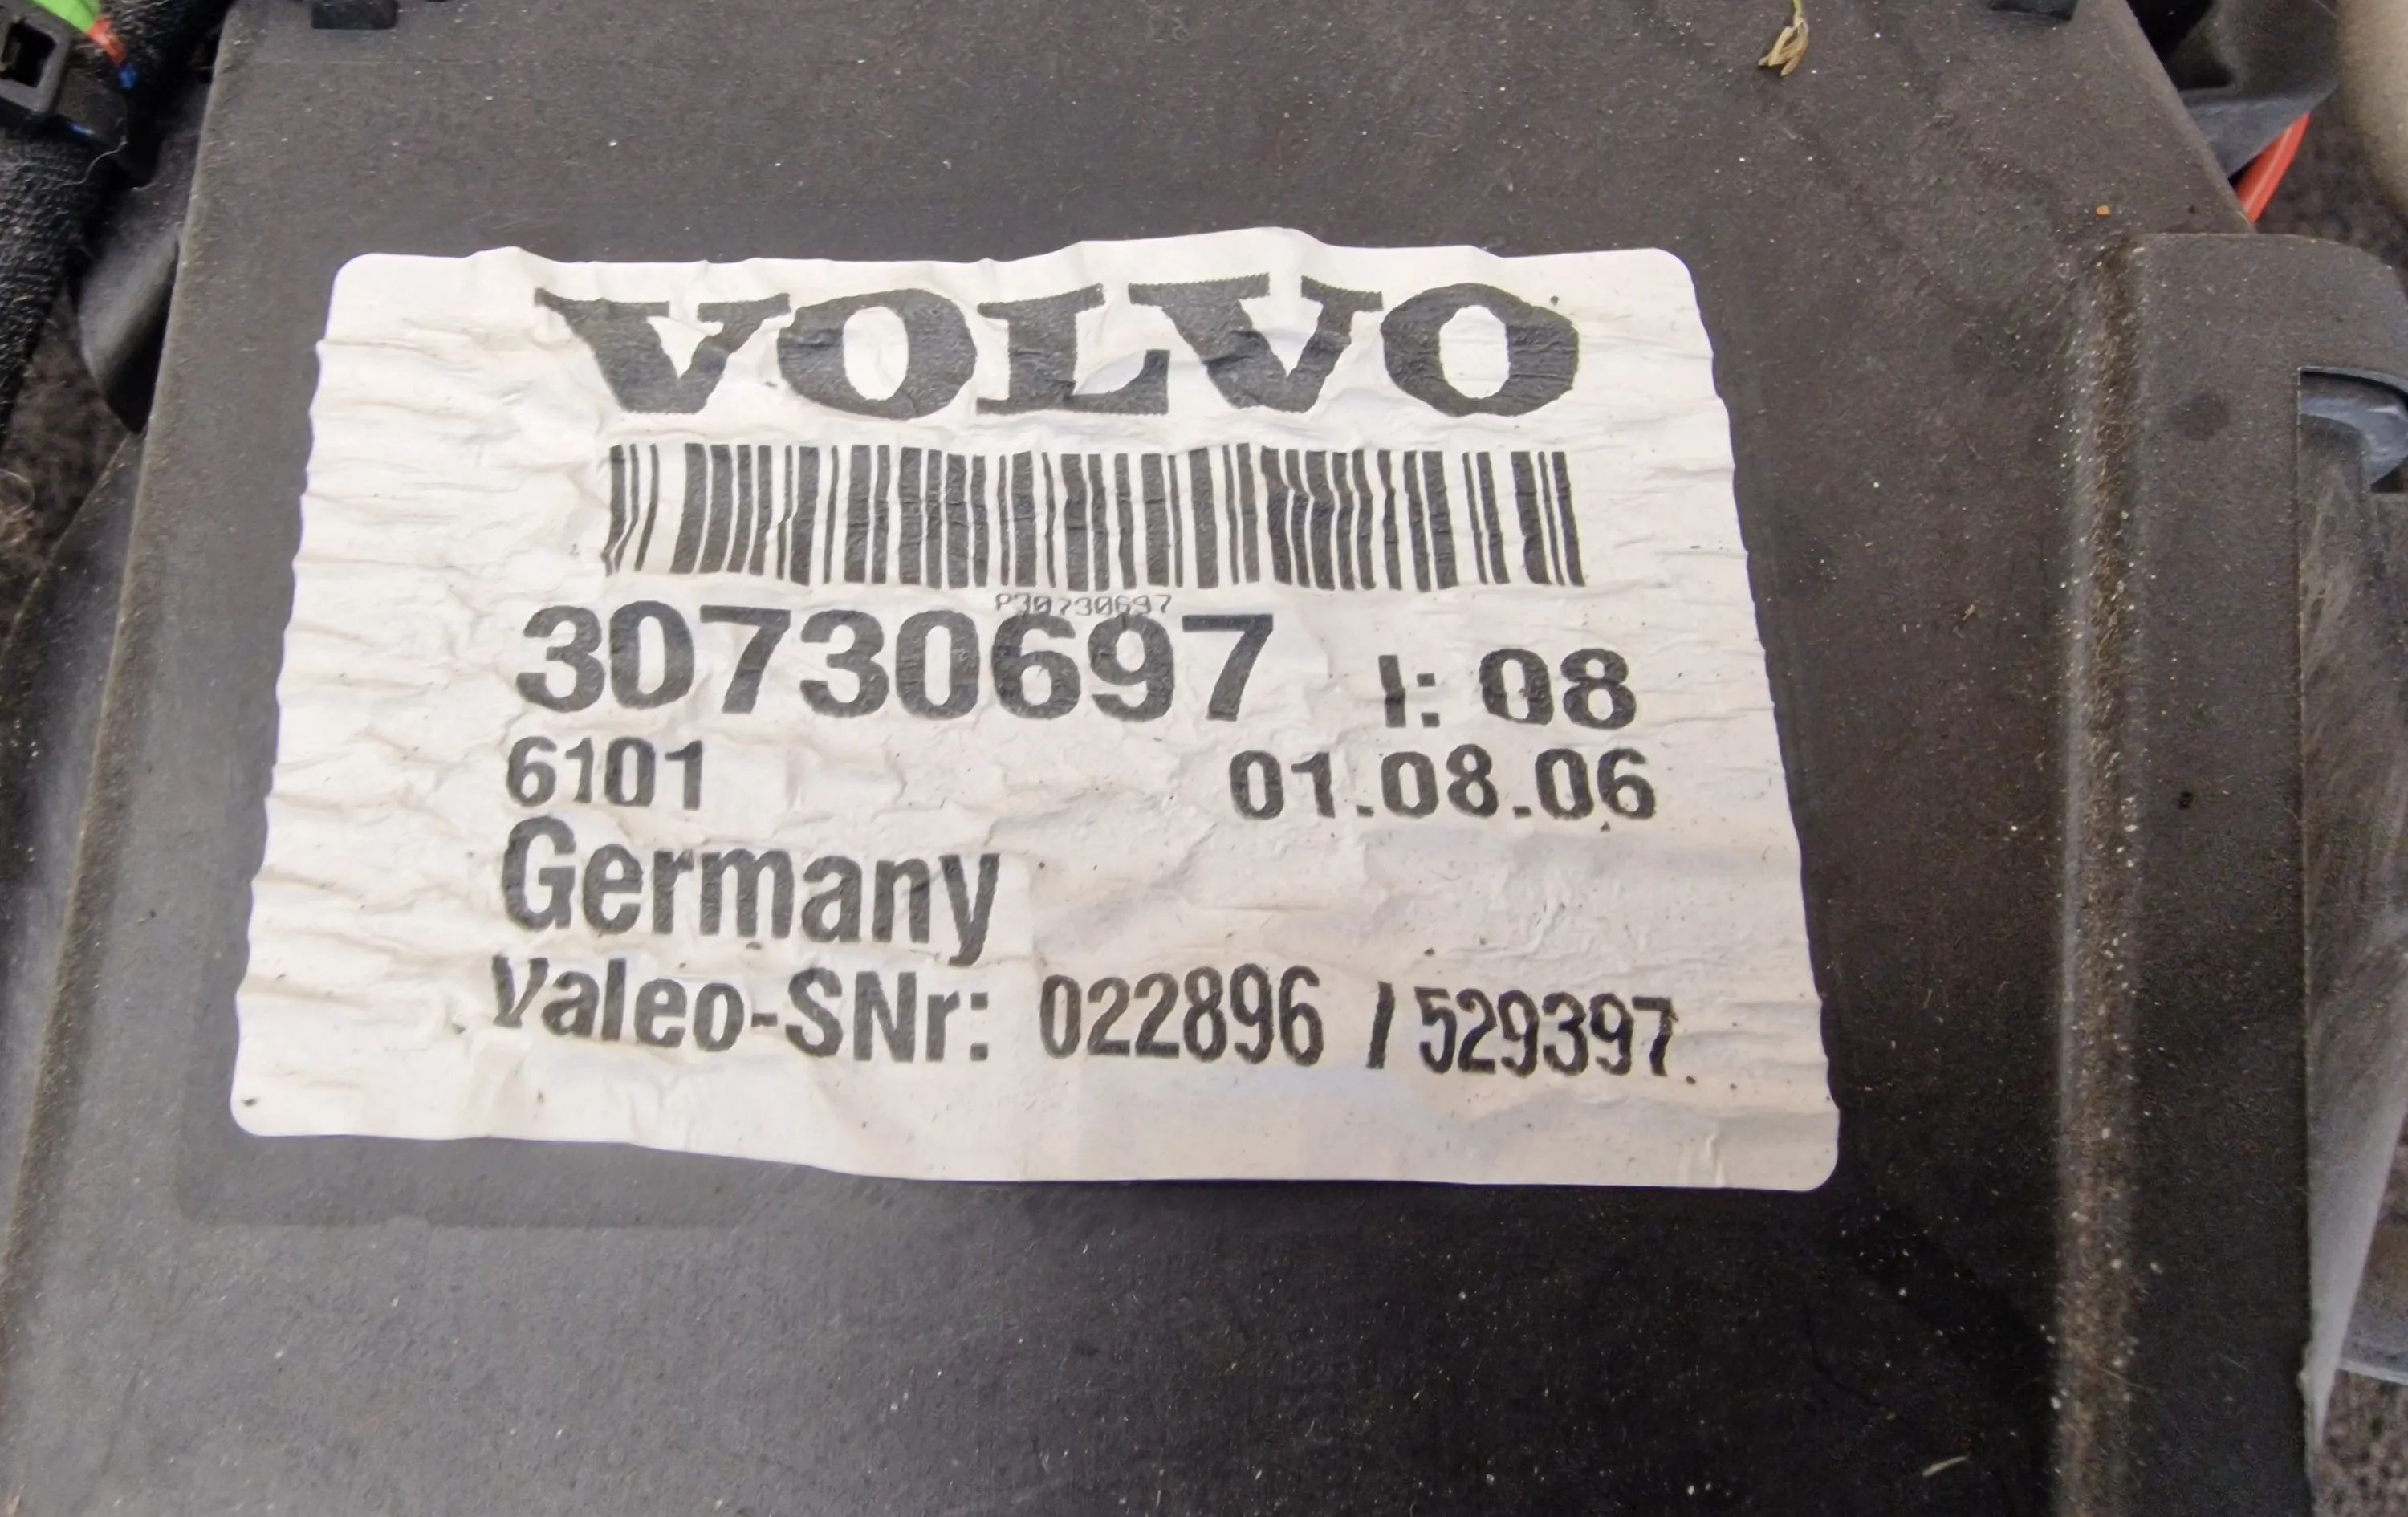 VOLVO
P30730697
30730697 I: 08
6101 01.08.06
Germany
Valeo-SNr: 022896 / 529397